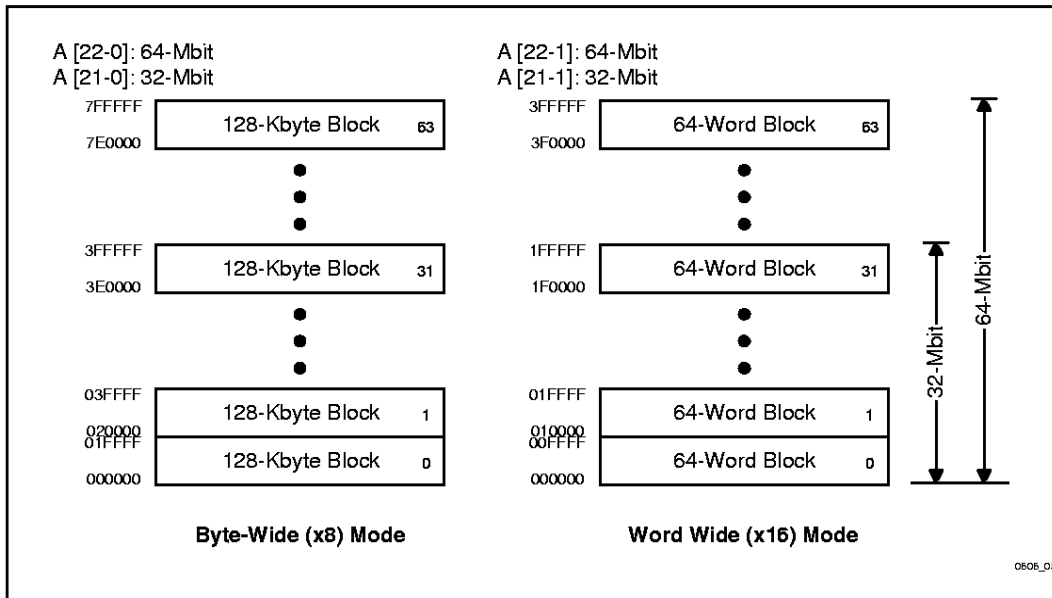 A [22-0]: 64-Mbit
A [21-0]: 32-Mbit
7FFFFF
128-Kbyte Block 63
7E0000
3FFFFF
128-Kbyte Block 31
3E0000
03FFFF
128-Kbyte Block 1
020000
01FFFF
128-Kbyte Block 0
000000
Byte-Wide (x8) Mode
A [22-1]: 64-Mbit
A [21-1]: 32-Mbit
3FFFFF
64-Word Block 63
3F0000
1FFFFF
64-Word Block 31
1F0000
01FFFF
64-Word Block 1
010000
00FFFF
64-Word Block 0
000000
Word Wide (x16) Mode
32-Mbit
64-Mbit